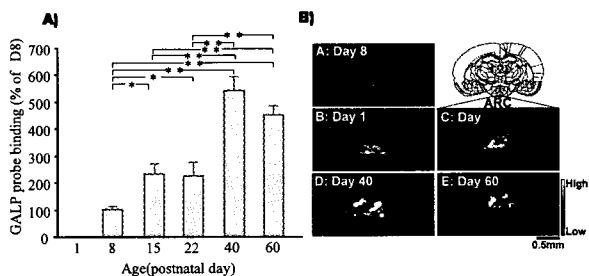 A)
GALP probe binding (% of D8)
700
600
500
400
300
200
100
0
** 
** 
** 
** 
** 
** 
* 
*
1 8 15 22 40 60
Age(postnatal day)
B)
A: Day 8
ARC
B: Day 1
C: Day
D: Day 40
E: Day 60
High
Low
0.5mm